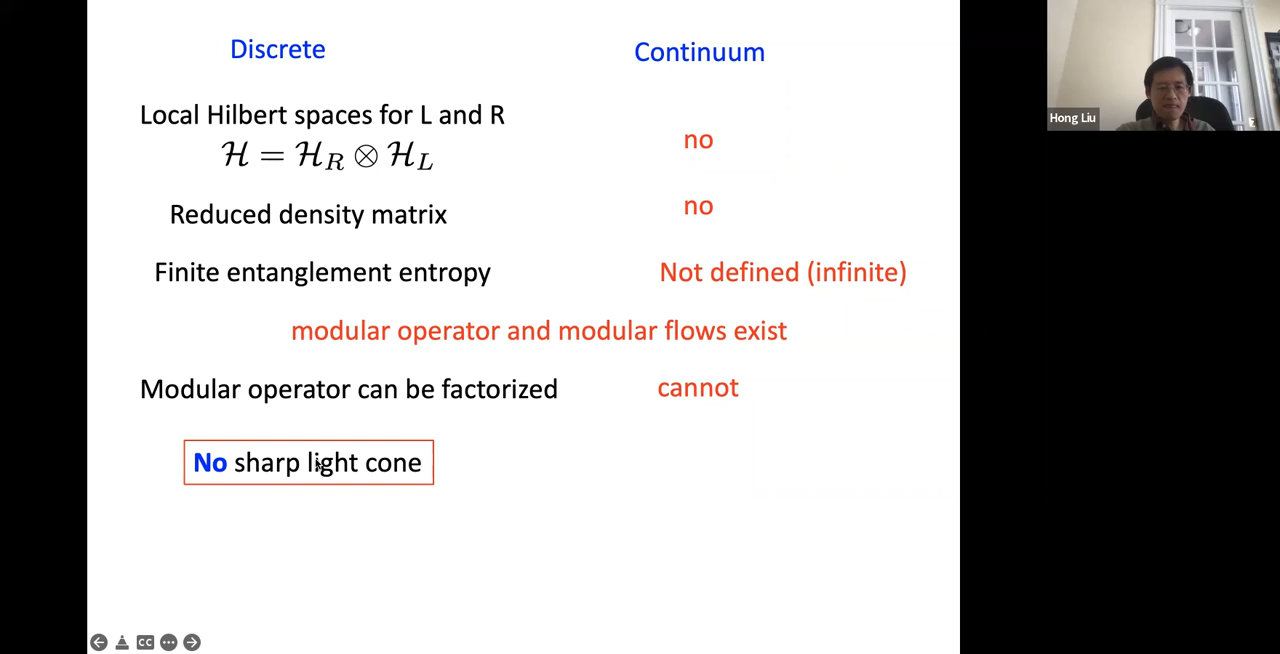 Discrete
Continuum
Local Hilbert spaces for L and R
ℋ = ℋ_R ⊗ ℋ_L
no
Reduced density matrix
no
Finite entanglement entropy
Not defined (infinite)
modular operator and modular flows exist
Modular operator can be factorized
cannot
No sharp light cone
Hong Liu
CC